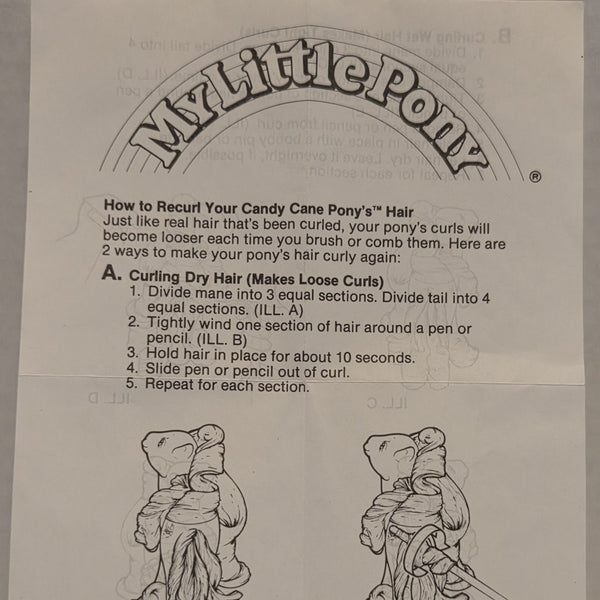 My Little Pony®
How to Recurl Your Candy Cane Pony's™ Hair
Just like real hair that's been curled, your pony's curls will
become looser each time you brush or comb them. Here are
2 ways to make your pony's hair curly again:
A. Curling Dry Hair (Makes Loose Curls)
1. Divide mane into 3 equal sections. Divide tail into 4
equal sections. (ILL. A)
2. Tightly wind one section of hair around a pen or
pencil. (ILL. B)
3. Hold hair in place for about 10 seconds.
4. Slide pen or pencil out of curl.
5. Repeat for each section.
ILL. D
ILL. C